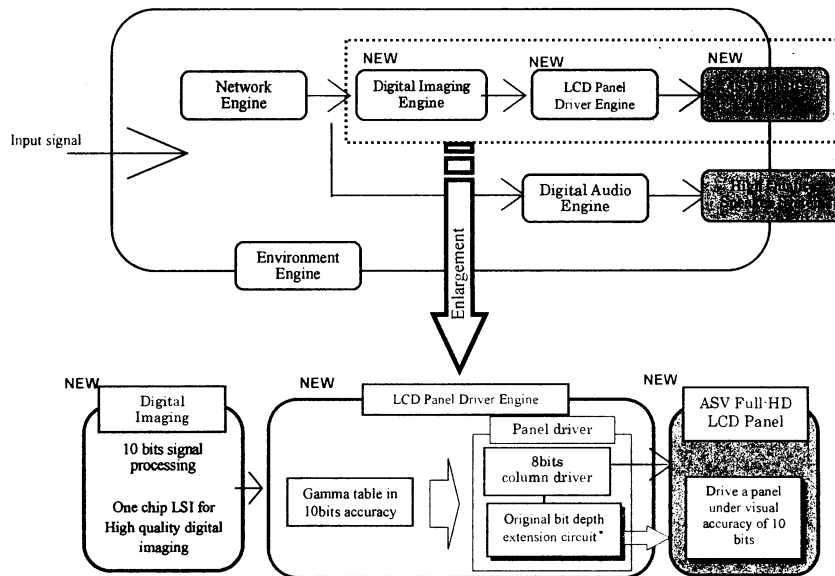 NEW
NEW
NEW
Network
Engine
Digital Imaging
Engine
LCD Panel
Driver Engine
Input signal
Digital Audio
Engine
High
Speaker
Environment
Engine
Enlargement
NEW
Digital
Imaging
10 bits signal
processing
One chip LSI for
High quality digital
imaging
NEW
LCD Panel Driver Engine
Panel driver
8bits
column driver
Gamma table in
10bits accuracy
Original bit depth
extension circuit*
NEW
ASV Full-HD
LCD Panel
Drive a panel
under visual
accuracy of 10
bits